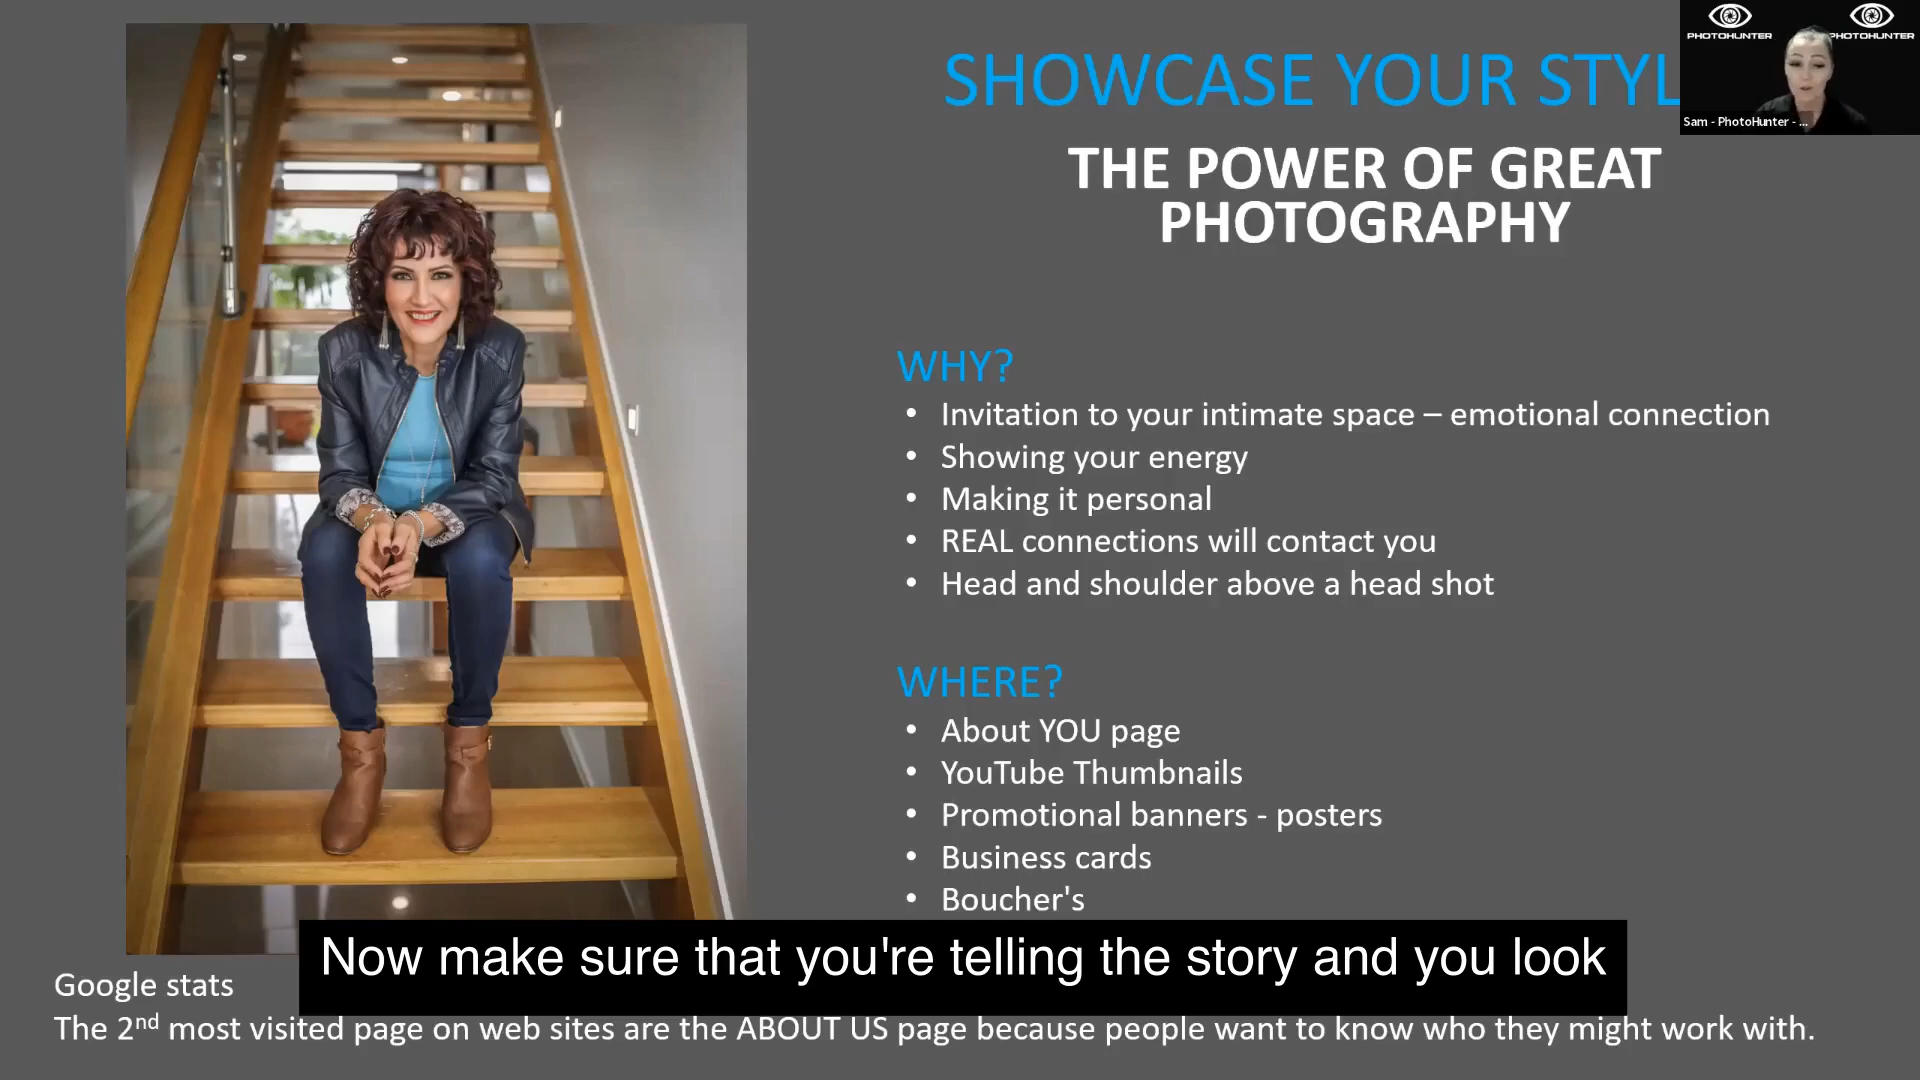 PHOTOHUNTER
PHOTOHUNTER
Sam - PhotoHunter - ...
SHOWCASE YOUR STYL
THE POWER OF GREAT
PHOTOGRAPHY
WHY?
• Invitation to your intimate space – emotional connection
• Showing your energy
• Making it personal
• REAL connections will contact you
• Head and shoulder above a head shot
WHERE?
• About YOU page
• YouTube Thumbnails
• Promotional banners - posters
• Business cards
• Boucher's
Now make sure that you're telling the story and you look
Google stats
The 2nd most visited page on web sites are the ABOUT US page because people want to know who they might work with.